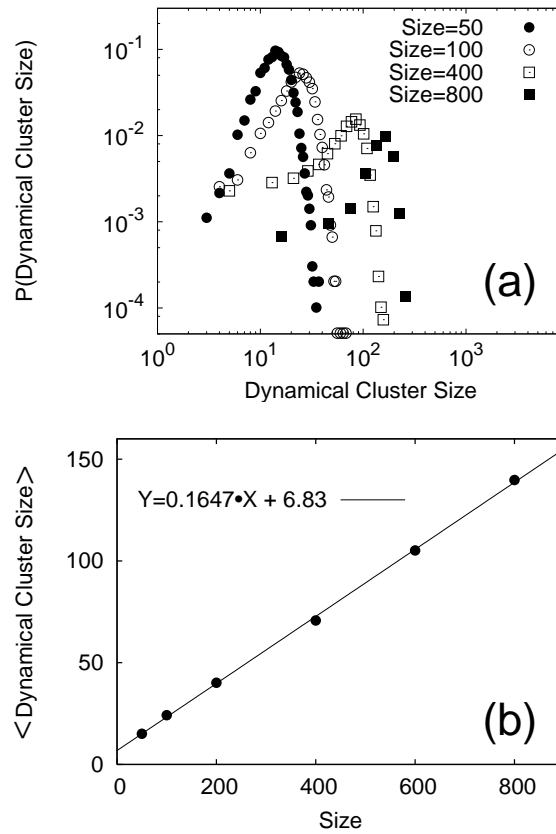 Size=50
Size=100
Size=400
Size=800
10^-1
10^-2
10^-3
10^-4
P(Dynamical Cluster Size)
(a)
10^0 10^1 10^2 10^3
Dynamical Cluster Size
150
100
50
0
<Dynamical Cluster Size>
Y=0.1647•X + 6.83
(b)
0 200 400 600 800
Size